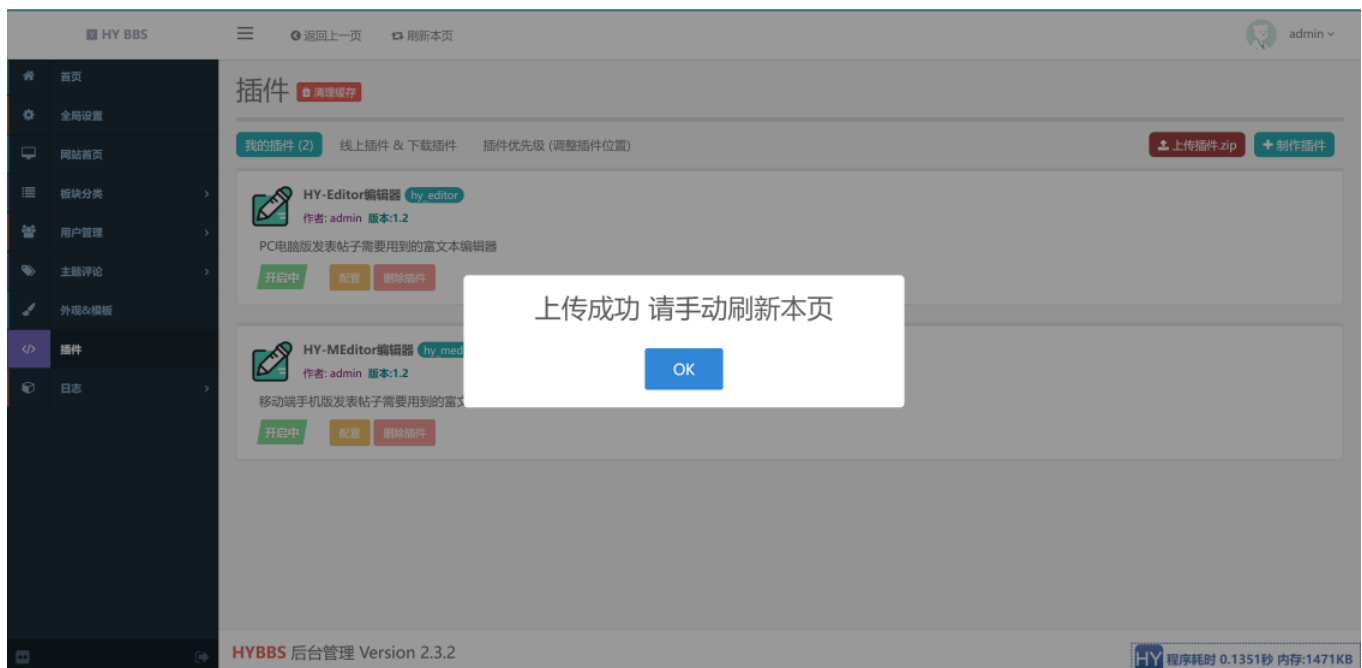 HY BBS
返回上一页 刷新本页
admin
首页
全局设置
网站首页
板块分类
用户管理
主题评论
外观&模板
插件
日志
插件 清理缓存
我的插件 (2) 线上插件 & 下载插件 插件优先级 (调整插件位置)
上传插件.zip 制作插件
HY-Editor编辑器 hy_editor
作者: admin 版本:1.2
PC电脑版发表帖子需要用到的富文本编辑器
开启中 配置 删除插件
上传成功 请手动刷新本页
OK
HY-MEditor编辑器 hy_med
作者: admin 版本:1.2
移动端手机版发表帖子需要用到的富
开启中 配置 删除插件
HYBBS 后台管理 Version 2.3.2
HY 程序耗时 0.1351秒 内存:1471KB